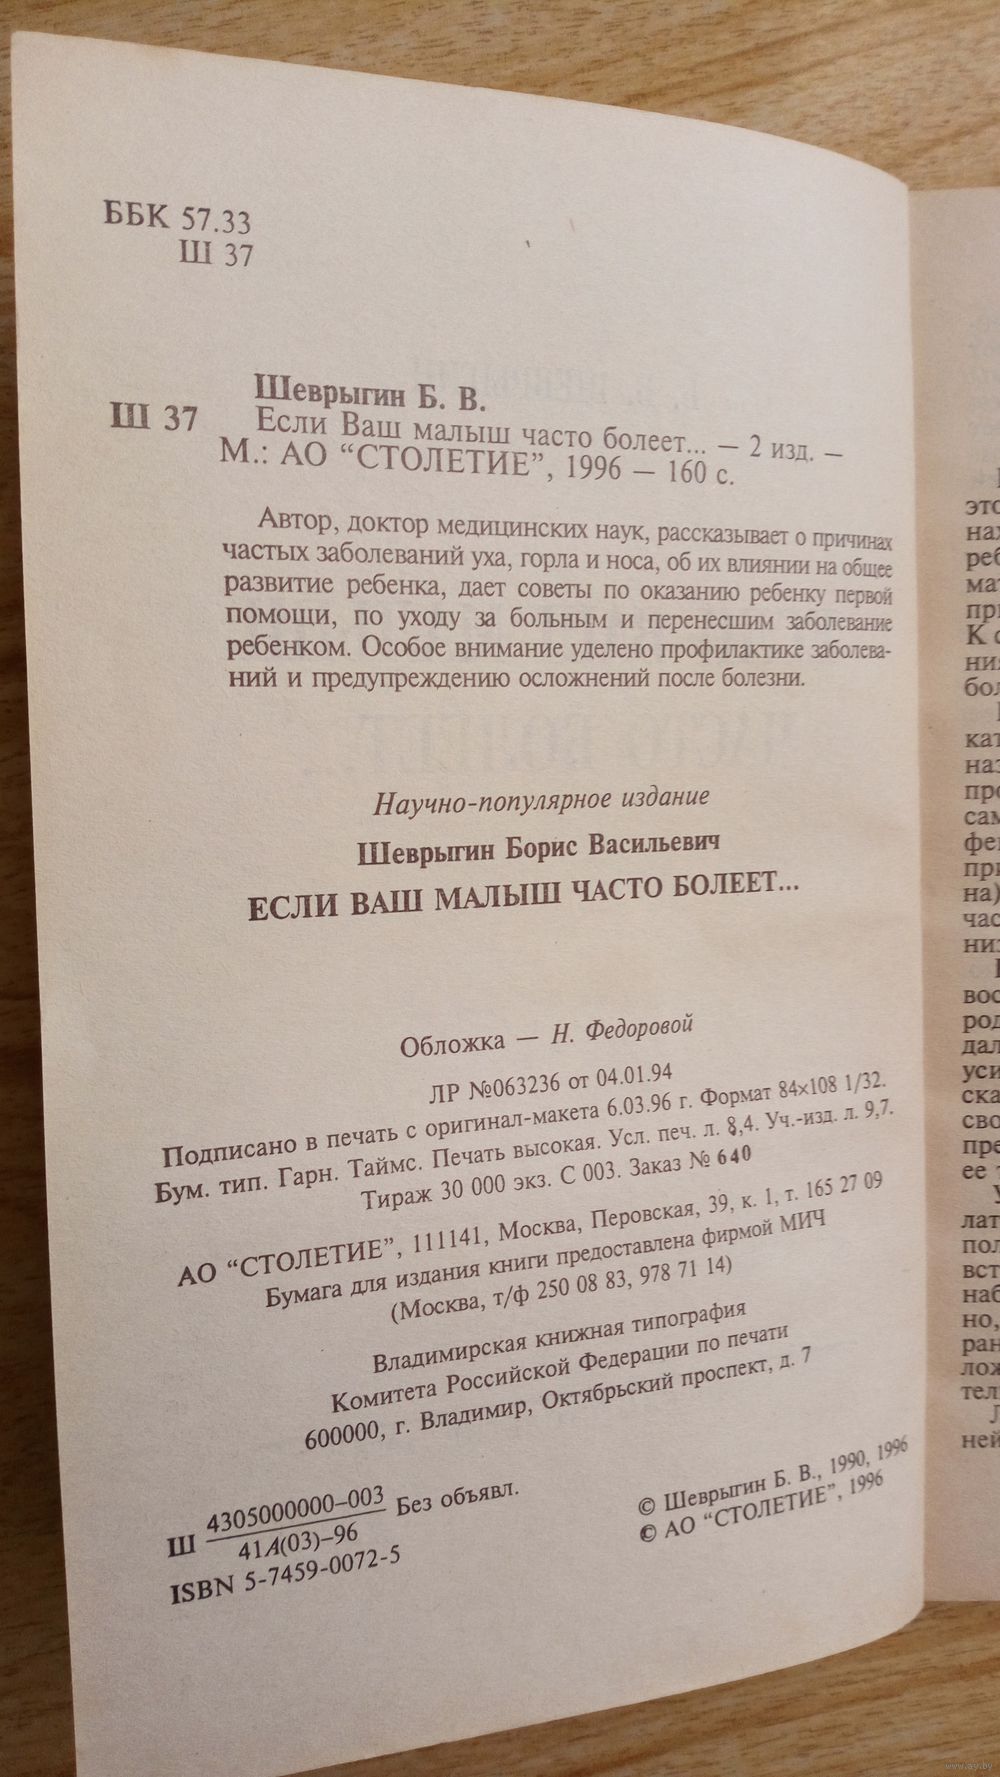 ББК 57.33
Ш 37
Шеврыгин Б. В.
Ш 37 Если Ваш малыш часто болеет... — 2 изд. —
М.: АО “СТОЛЕТИЕ”, 1996 — 160 с.
Автор, доктор медицинских наук, рассказывает о причинах
частых заболеваний уха, горла и носа, об их влиянии на общее
развитие ребенка, дает советы по оказанию ребенку первой
помощи, по уходу за больным и перенесшим заболевание
ребенком. Особое внимание уделено профилактике заболева-
ний и предупреждению осложнений после болезни.
Научно-популярное издание
Шеврыгин Борис Васильевич
ЕСЛИ ВАШ МАЛЫШ ЧАСТО БОЛЕЕТ...
Обложка — Н. Федоровой
ЛР №063236 от 04.01.94
Подписано в печать с оригинал-макета 6.03.96 г. Формат 84×108 1/32.
Бум. тип. Гарн. Таймс. Печать высокая. Усл. печ. л. 8,4. Уч.-изд. л. 9,7.
Тираж 30 000 экз. С 003. Заказ № 640
АО “СТОЛЕТИЕ”, 111141, Москва, Перовская, 39, к. 1, т. 165 27 09
Бумага для издания книги предоставлена фирмой МИЧ
(Москва, т/ф 250 08 83, 978 71 14)
Владимирская книжная типография
Комитета Российской Федерации по печати
600000, г. Владимир, Октябрьский проспект, д. 7
Ш 4305000000–003 Без объявл.
41А(03)–96
ISBN 5-7459-0072-5
© Шеврыгин Б. В., 1990, 1996
© АО “СТОЛЕТИЕ”, 1996
www.ay.by